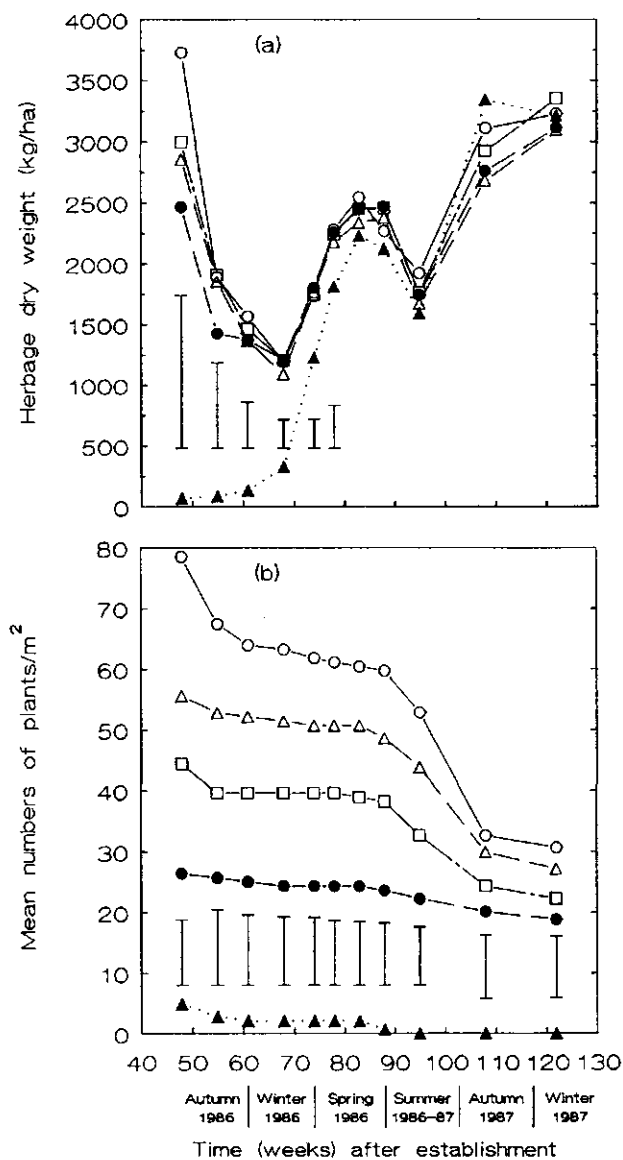 (a)
Herbage dry weight (kg/ha)
4000
3500
3000
2500
2000
1500
1000
500
0
(b)
Mean numbers of plants/m²
80
70
60
50
40
30
20
10
0
40 50 60 70 80 90 100 110 120 130
Autumn Winter Spring Summer Autumn Winter
1986 1986 1986 1986-87 1987 1987
Time (weeks) after establishment